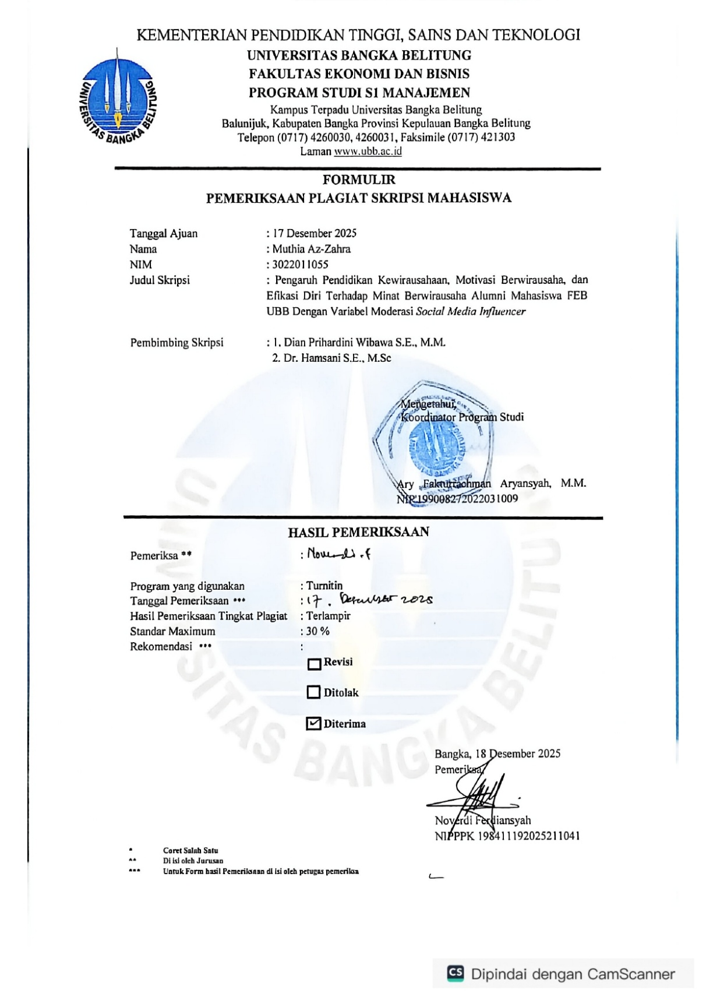 KEMENTERIAN PENDIDIKAN TINGGI, SAINS DAN TEKNOLOGI
UNIVERSITAS BANGKA BELITUNG
FAKULTAS EKONOMI DAN BISNIS
PROGRAM STUDI S1 MANAJEMEN
Kampus Terpadu Universitas Bangka Belitung
Balunijuk, Kabupaten Bangka Provinsi Kepulauan Bangka Belitung
Telepon (0717) 4260030, 4260031, Faksimile (0717) 421303
Laman www.ubb.ac.id
UNIVERSITAS BANGKA BELITUNG
FORMULIR
PEMERIKSAAN PLAGIAT SKRIPSI MAHASISWA
Tanggal Ajuan : 17 Desember 2025
Nama : Muthia Az-Zahra
NIM : 3022011055
Judul Skripsi : Pengaruh Pendidikan Kewirausahaan, Motivasi Berwirausaha, dan
Efikasi Diri Terhadap Minat Berwirausaha Alumni Mahasiswa FEB
UBB Dengan Variabel Moderasi Social Media Influencer
Pembimbing Skripsi : 1. Dian Prihardini Wibawa S.E., M.M.
2. Dr. Hamsani S.E., M.Sc
Mengetahui,
Koordinator Program Studi
Ary Fakturrachman Aryansyah, M.M.
NIP 199008272022031009
HASIL PEMERIKSAAN
Pemeriksa ** : Noverdi . F
Program yang digunakan : Turnitin
Tanggal Pemeriksaan *** : 17 . Desember 2025
Hasil Pemeriksaan Tingkat Plagiat : Terlampir
Standar Maximum : 30 %
Rekomendasi *** :
Revisi
Ditolak
Diterima
Bangka, 18 Desember 2025
Pemeriksa,
Noverdi Ferdiansyah
NIPPPK 198411192025211041
* Coret Salah Satu
** Di isi oleh Jurusan
*** Untuk Form hasil Pemeriksaan di isi oleh petugas pemeriksa
CS Dipindai dengan CamScanner